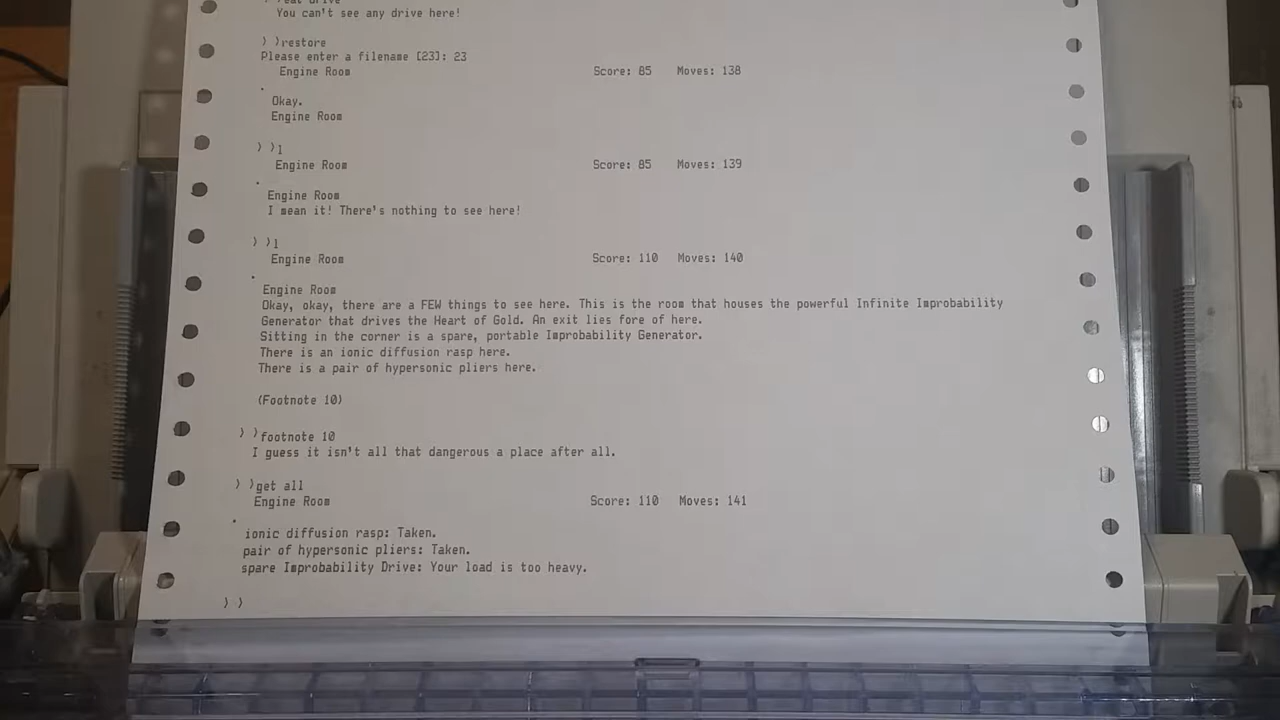 drive
You can't see any drive here!
) )restore
Please enter a filename [23]: 23
Engine Room Score: 85 Moves: 138
.
Okay.
Engine Room
) )l
Engine Room Score: 85 Moves: 139
.
Engine Room
I mean it! There's nothing to see here!
) )l
Engine Room Score: 110 Moves: 140
.
Engine Room
Okay, okay, there are a FEW things to see here. This is the room that houses the powerful Infinite Improbability
Generator that drives the Heart of Gold. An exit lies fore of here.
Sitting in the corner is a spare, portable Improbability Generator.
There is an ionic diffusion rasp here.
There is a pair of hypersonic pliers here.
(Footnote 10)
) )footnote 10
I guess it isn't all that dangerous a place after all.
) )get all
Engine Room Score: 110 Moves: 141
.
ionic diffusion rasp: Taken.
pair of hypersonic pliers: Taken.
spare Improbability Drive: Your load is too heavy.
) )